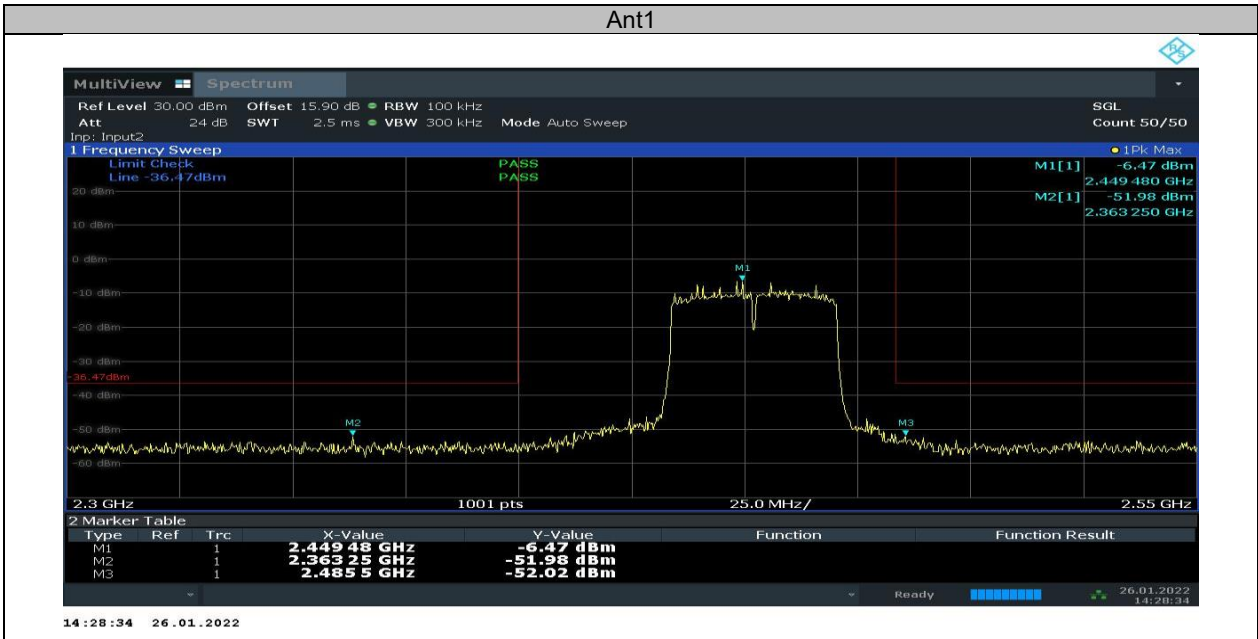 Ant1
R&S
MultiView Spectrum
Ref Level 30.00 dBm Offset 15.90 dB RBW 100 kHz SGL
Att 24 dB SWT 2.5 ms VBW 300 kHz Mode Auto Sweep Count 50/50
Inp: Input2
1 Frequency Sweep 1Pk Max
Limit Check PASS M1[1] -6.47 dBm
Line -36.47dBm PASS 2.449 480 GHz
20 dBm M2[1] -51.98 dBm
2.363 250 GHz
10 dBm
0 dBm
M1
-10 dBm
-20 dBm
-30 dBm
-36.47dBm
-40 dBm
M2 M3
-50 dBm
-60 dBm
2.3 GHz 1001 pts 25.0 MHz/ 2.55 GHz
2 Marker Table
Type Ref Trc X-Value Y-Value Function Function Result
M1 1 2.449 48 GHz -6.47 dBm
M2 1 2.363 25 GHz -51.98 dBm
M3 1 2.485 5 GHz -52.02 dBm
Ready 26.01.2022
14:28:34
14:28:34 26.01.2022